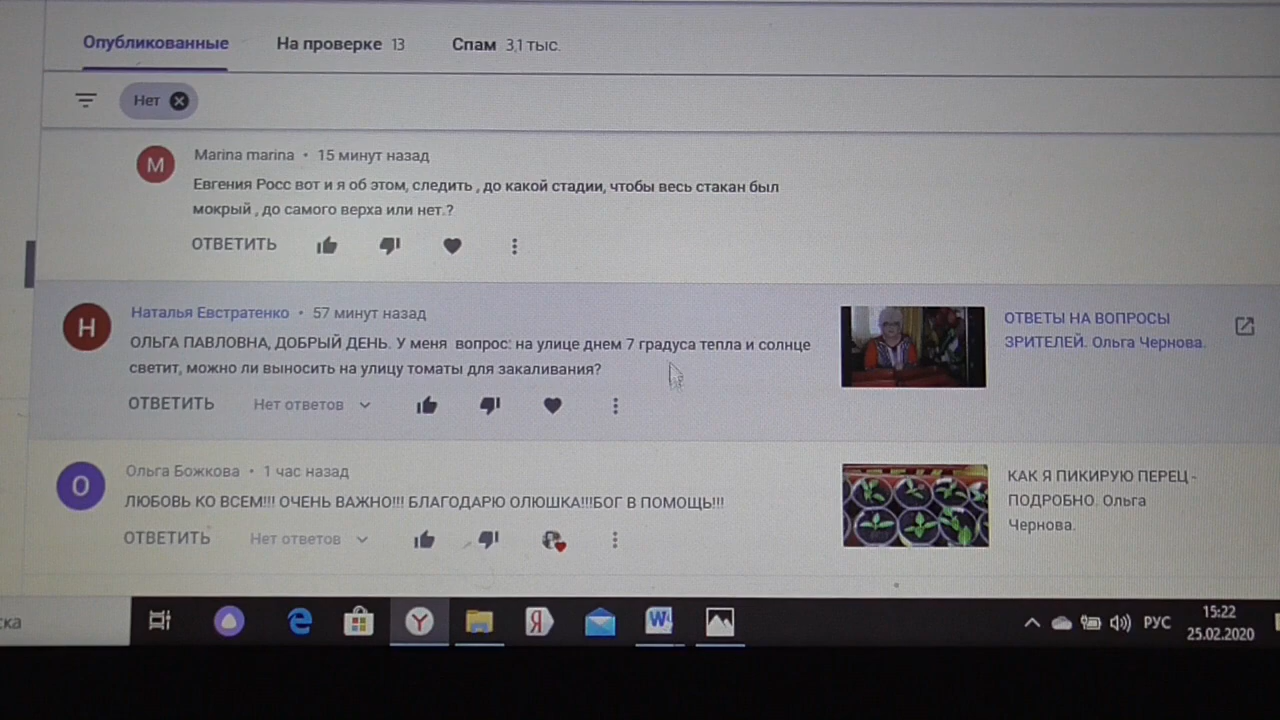 Опубликованные
На проверке 13
Спам 3,1 тыс.
Нет
M
Marina marina • 15 минут назад
Евгения Росс вот и я об этом, следить , до какой стадии, чтобы весь стакан был
мокрый , до самого верха или нет.?
ОТВЕТИТЬ
Н
Наталья Евстратенко • 57 минут назад
ОЛЬГА ПАВЛОВНА, ДОБРЫЙ ДЕНЬ. У меня вопрос: на улице днем 7 градуса тепла и солнце
светит, можно ли выносить на улицу томаты для закаливания?
ОТВЕТИТЬ
Нет ответов
ОТВЕТЫ НА ВОПРОСЫ
ЗРИТЕЛЕЙ. Ольга Чернова.
О
Ольга Божкова • 1 час назад
ЛЮБОВЬ КО ВСЕМ!!! ОЧЕНЬ ВАЖНО!!! БЛАГОДАРЮ ОЛЮШКА!!!БОГ В ПОМОЩЬ!!!
ОТВЕТИТЬ
Нет ответов
КАК Я ПИКИРУЮ ПЕРЕЦ -
ПОДРОБНО. Ольга
Чернова.
ска
Y
e
Я
W
РУС
15:22
25.02.2020